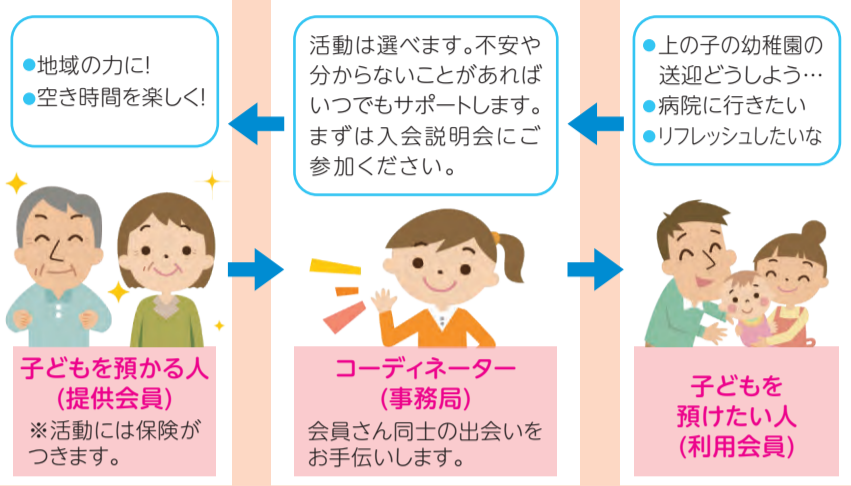 ●地域の力に!
●空き時間を楽しく!
活動は選べます。不安や
分からないことがあれば
いつでもサポートします。
まずは入会説明会にご
参加ください。
●上の子の幼稚園の
送迎どうしよう…
●病院に行きたい
●リフレッシュしたいな
子どもを預かる人
(提供会員)
※活動には保険が
つきます。
コーディネーター
(事務局)
会員さん同士の出会いを
お手伝いします。
子どもを
預けたい人
(利用会員)